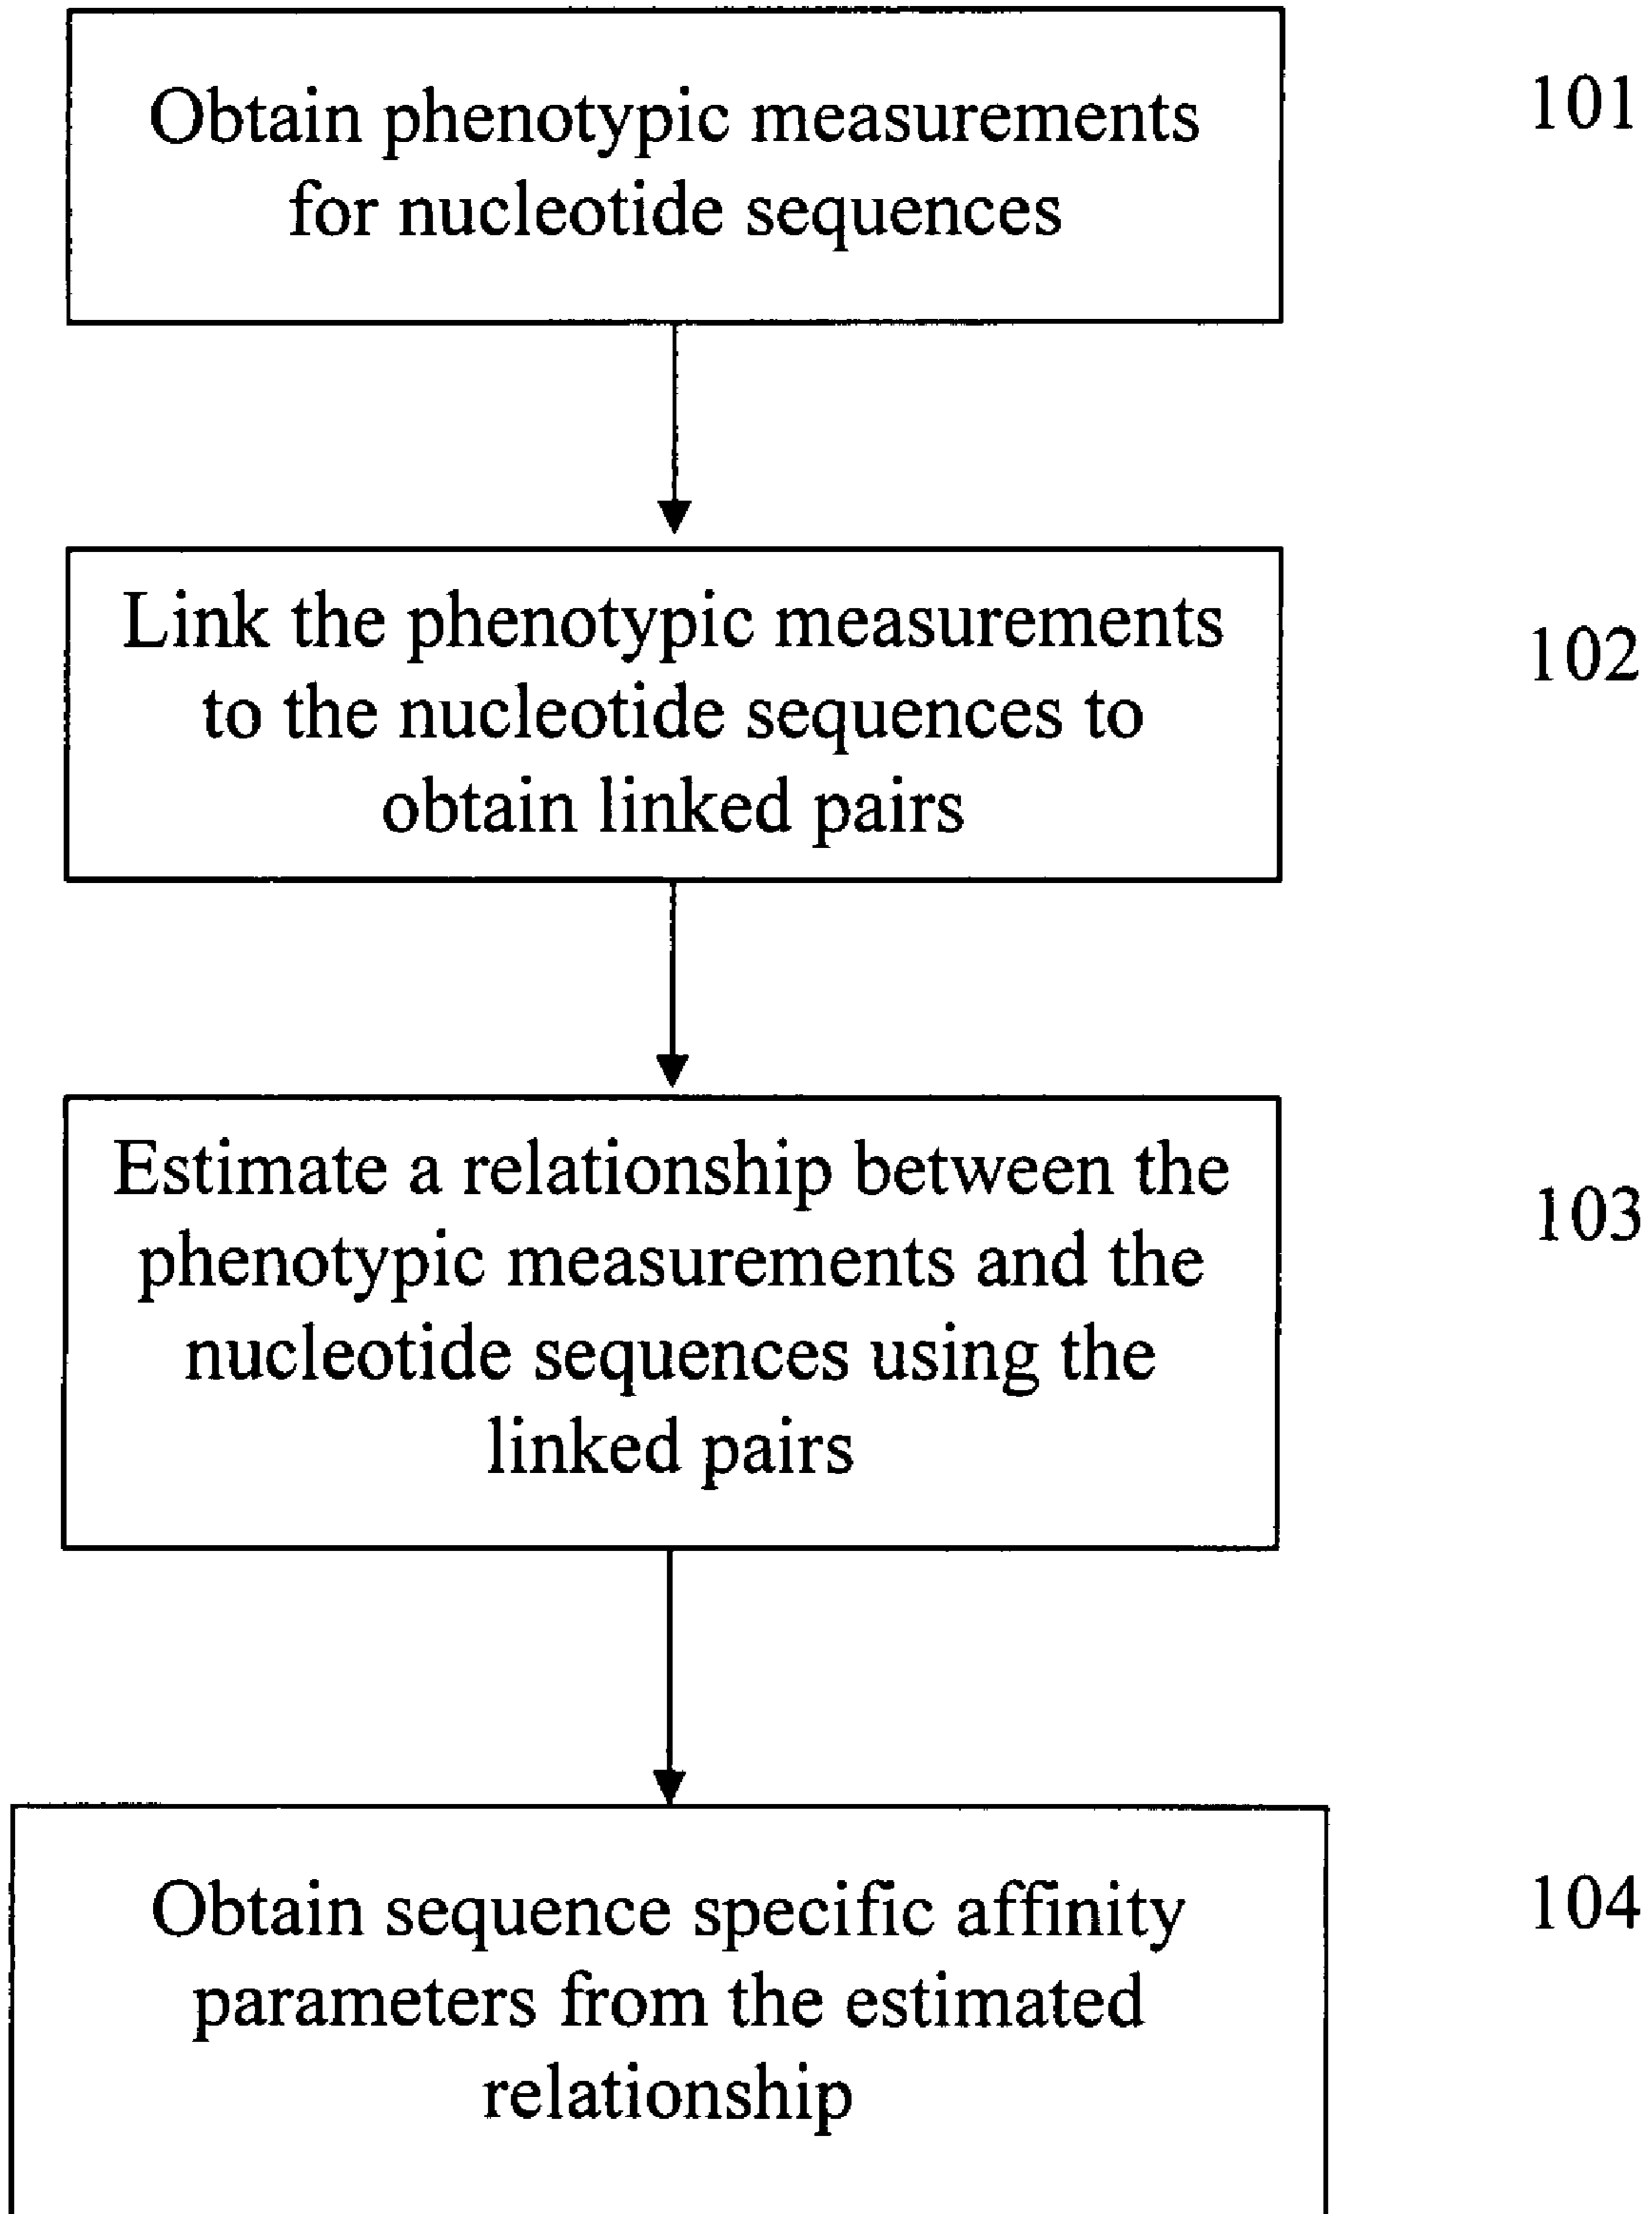 Obtain phenotypic measurements
for nucleotide sequences
101
Link the phenotypic measurements
to the nucleotide sequences to
obtain linked pairs
102
Estimate a relationship between the
phenotypic measurements and the
nucleotide sequences using the
linked pairs
103
Obtain sequence specific affinity
parameters from the estimated
relationship
104